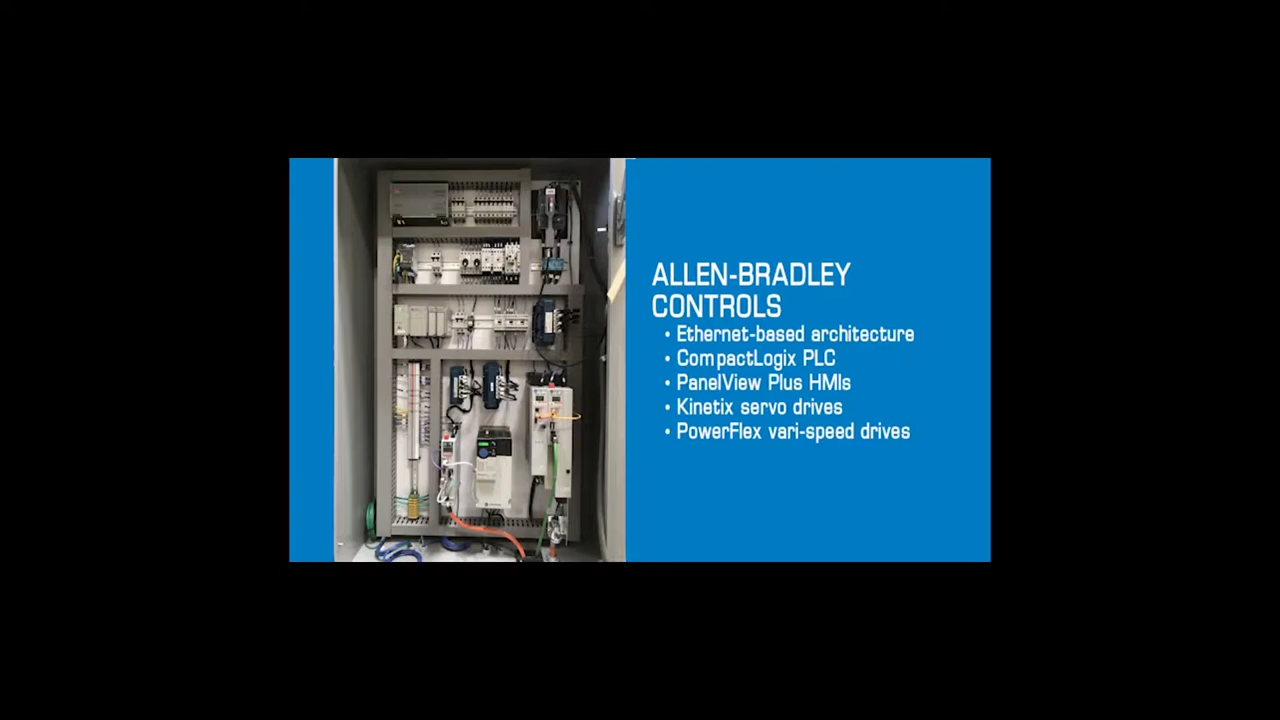 ALLEN-BRADLEY
CONTROLS
• Ethernet-based architecture
• CompactLogix PLC
• PanelView Plus HMIs
• Kinetix servo drives
• PowerFlex vari-speed drives